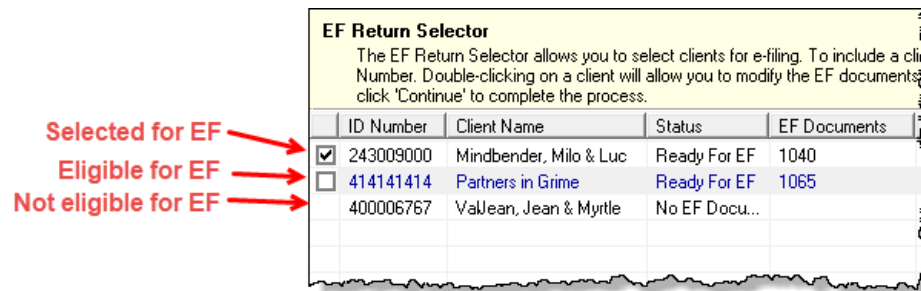 EF Return Selector
The EF Return Selector allows you to select clients for e-filing. To include a
Number. Double-clicking on a client will allow you to modify the EF documents
click 'Continue' to complete the process.
ID Number Client Name Status EF Documents
Selected for EF
243009000 Mindbender, Milo & Luc Ready For EF 1040
Eligible for EF
414141414 Partners in Grime Ready For EF 1065
Not eligible for EF
400006767 Valjean, Jean & Myrtle No EF Docu...